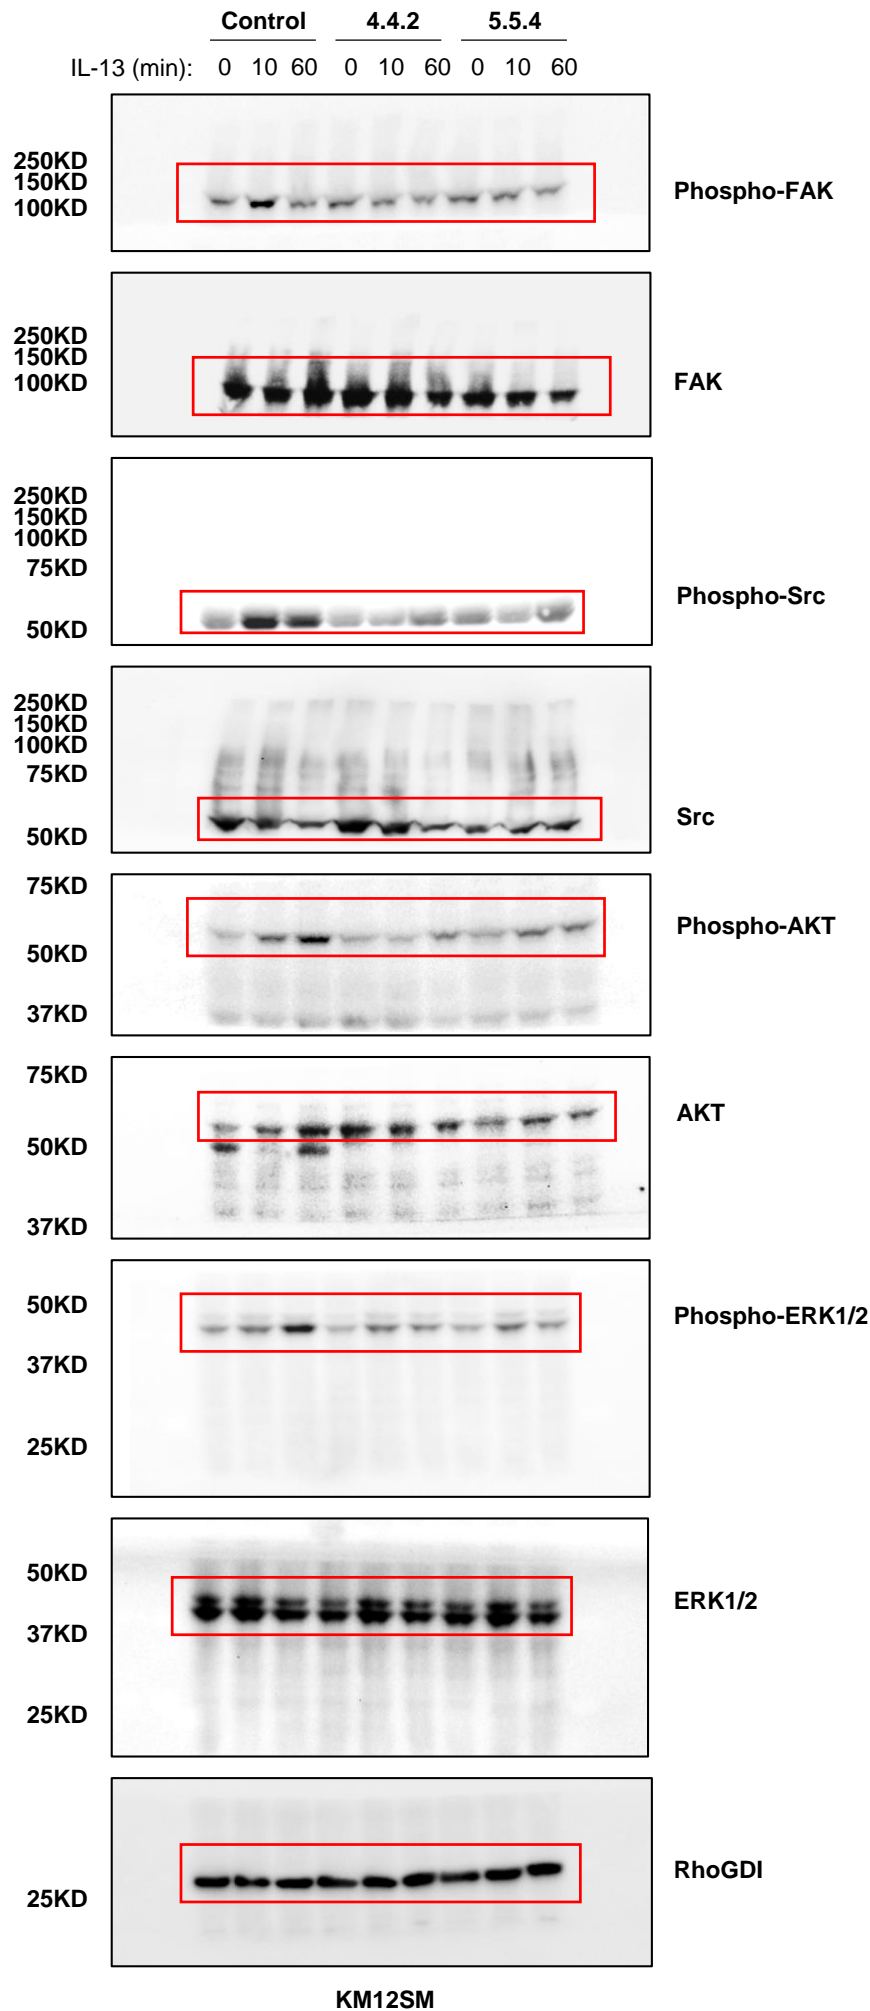 Control 4.4.2 5.5.4
IL-13 (min): 0 10 60 0 10 60 0 10 60
250KD
150KD
100KD
Phospho-FAK
250KD
150KD
100KD
FAK
250KD
150KD
100KD
75KD
50KD
Phospho-Src
250KD
150KD
100KD
75KD
50KD
Src
75KD
50KD
37KD
Phospho-AKT
75KD
50KD
37KD
AKT
50KD
37KD
25KD
Phospho-ERK1/2
50KD
37KD
25KD
ERK1/2
25KD
RhoGDI
KM12SM